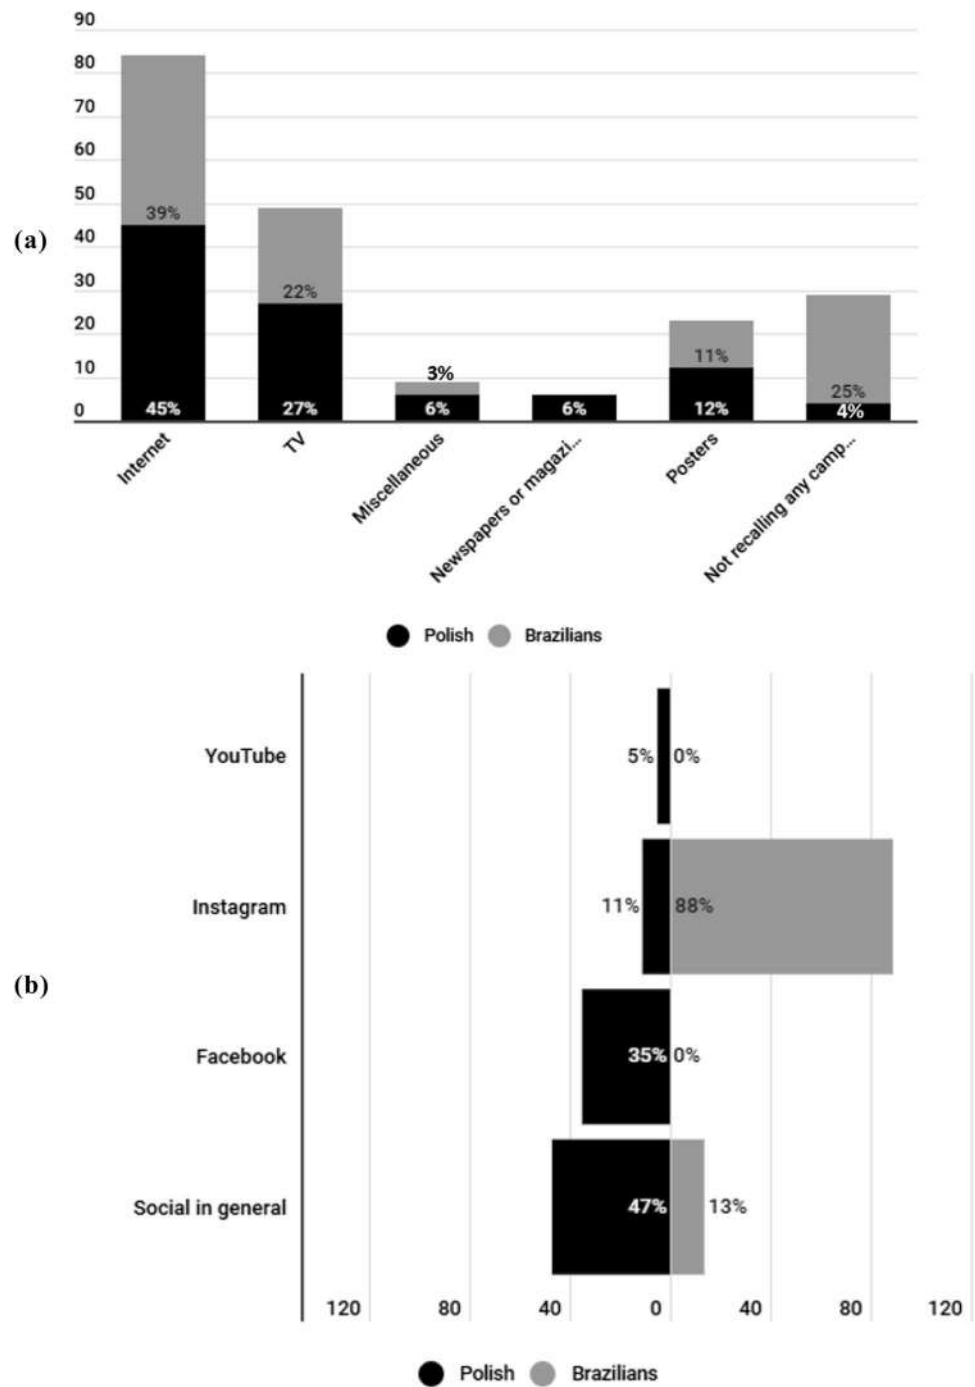 90
80
70
60
50
40
30
20
10
0
(a)
39%
45%
22%
27%
3%
6%
6%
11%
12%
25%
4%
Internet
TV
Miscellaneous
Newspapers or magazi...
Posters
Not recalling any camp...
Polish Brazilians
(b)
YouTube 5% 0%
Instagram 11% 88%
Facebook 35% 0%
Social in general 47% 13%
120 80 40 0 40 80 120
Polish Brazilians